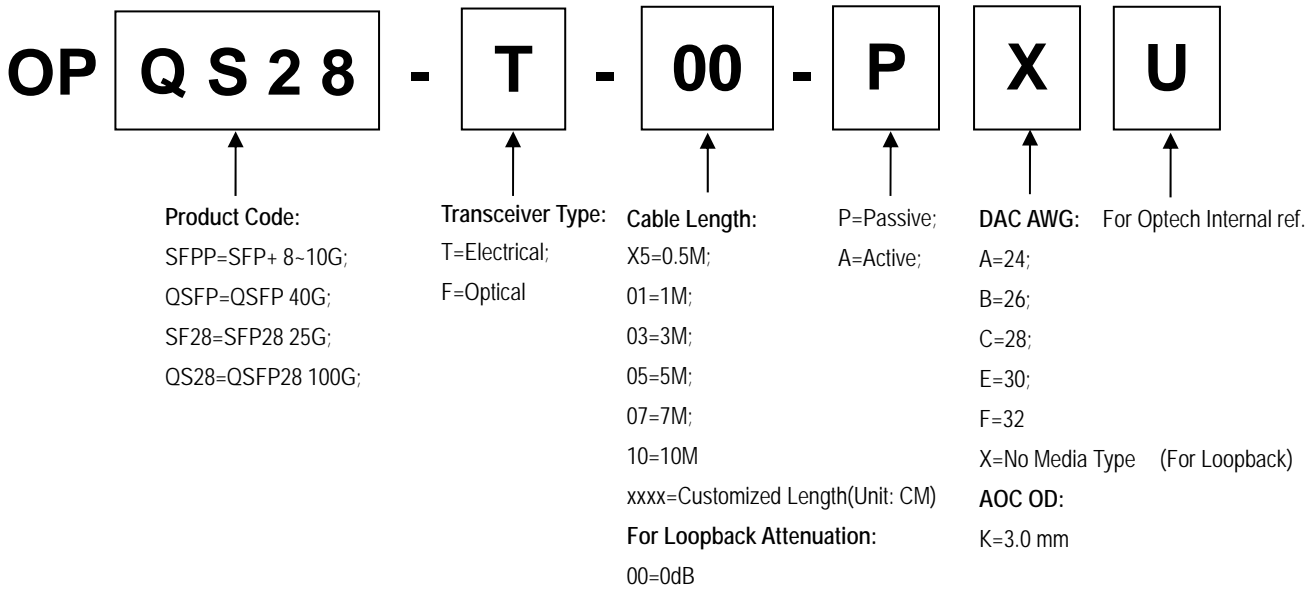 OP QS28 - T - 00 - P X U
Product Code:
SFPP=SFP+ 8~10G;
QSFP=QSFP 40G;
SF28=SFP28 25G;
QS28=QSFP28 100G;
Transceiver Type:
T=Electrical;
F=Optical
Cable Length:
X5=0.5M;
01=1M;
03=3M;
05=5M;
07=7M;
10=10M
xxxx=Customized Length(Unit: CM)
For Loopback Attenuation:
00=0dB
P=Passive;
A=Active;
DAC AWG:
A=24;
B=26;
C=28;
E=30;
F=32
X=No Media Type (For Loopback)
AOC OD:
K=3.0 mm
For Optech Internal ref.